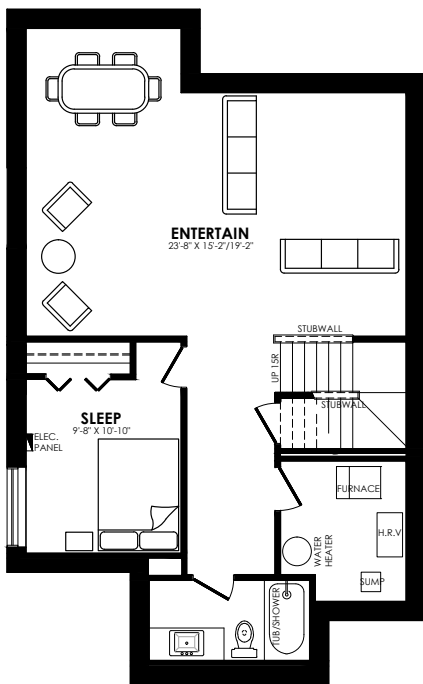 ENTERTAIN
23'-8" X 15'-2"/19'-2"
STUBWALL
UP 15R
STUBWALL
SLEEP
9'-8" X 10'-10"
ELEC.
PANEL
FURNACE
H.R.V
WATER
HEATER
SUMP
TUB/SHOWER